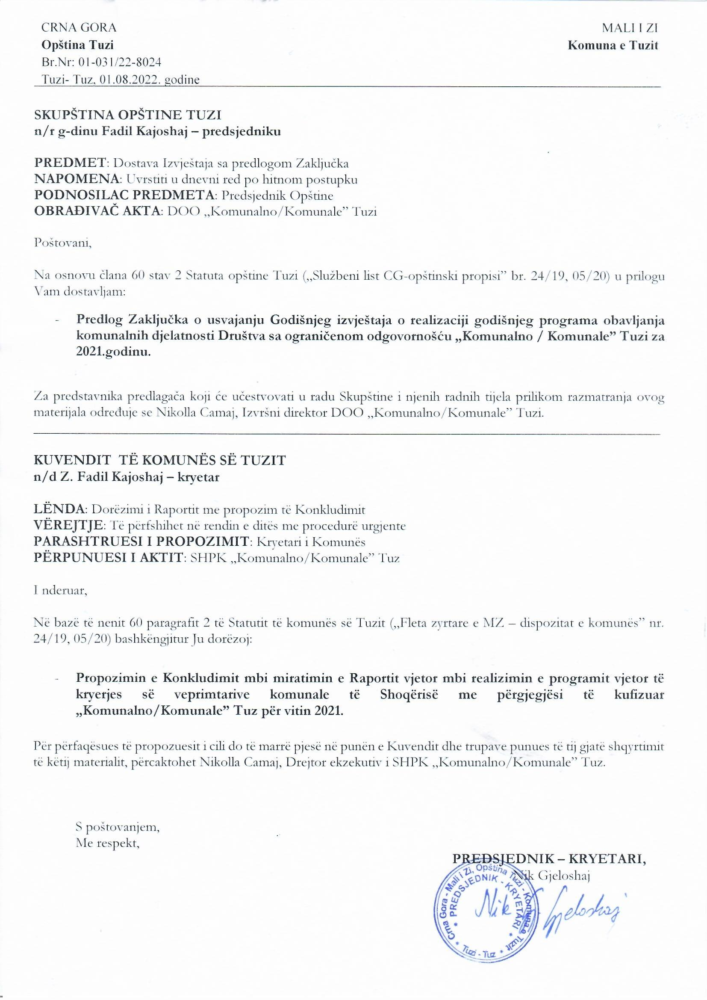 CRNA GORA
MALI I ZI
Opština Tuzi
Komuna e Tuzit
Br.Nr: 01-031/22-8024
Tuzi- Tuz, 01.08.2022. godine
SKUPŠTINA OPŠTINE TUZI
n/r g-dinu Fadil Kajoshaj – predsjedniku
PREDMET: Dostava Izvještaja sa predlogom Zaključka
NAPOMENA: Uvrstiti u dnevni red po hitnom postupku
PODNOSILAC PREDMETA: Predsjednik Opštine
OBRAĐIVAČ AKTA: DOO „Komunalno/Komunale” Tuzi
Poštovani,
Na osnovu člana 60 stav 2 Statuta opštine Tuzi („Službeni list CG-opštinski propisi” br. 24/19, 05/20) u prilogu
Vam dostavljam:
- Predlog Zaključka o usvajanju Godišnjeg izvještaja o realizaciji godišnjeg programa obavljanja
komunalnih djelatnosti Društva sa ograničenom odgovornošću „Komunalno / Komunale” Tuzi za
2021.godinu.
Za predstavnika predlagača koji će učestvovati u radu Skupštine i njenih radnih tijela prilikom razmatranja ovog
materijala određuje se Nikolla Camaj, Izvršni direktor DOO „Komunalno/Komunale” Tuzi.
KUVENDIT TË KOMUNËS SË TUZIT
n/d Z. Fadil Kajoshaj – kryetar
LËNDA: Dorëzimi i Raportit me propozim të Konkludimit
VËREJTJE: Të përfshihet në rendin e ditës me procedurë urgjente
PARASHTRUESI I PROPOZIMIT: Kryetari i Komunës
PËRPUNUESI I AKTIT: SHPK „Komunalno/Komunale” Tuz
I nderuar,
Në bazë të nenit 60 paragrafit 2 të Statutit të komunës së Tuzit („Fleta zyrtare e MZ – dispozitat e komunës” nr.
24/19, 05/20) bashkëngjitur Ju dorëzoj:
- Propozimin e Konkludimit mbi miratimin e Raportit vjetor mbi realizimin e programit vjetor të
kryerjes së veprimtarive komunale të Shoqërisë me përgjegjësi të kufizuar
„Komunalno/Komunale” Tuz për vitin 2021.
Për përfaqësues të propozuesit i cili do të marrë pjesë në punën e Kuvendit dhe trupave punues të tij gjatë shqyrtimit
të këtij materialit, përcaktohet Nikolla Camaj, Drejtor ekzekutiv i SHPK „Komunalno/Komunale” Tuz.
S poštovanjem,
Me respekt,
PREDSJEDNIK – KRYETARI,
Nik Gjeloshaj
Crna Gora - Mali i Zi, Opština Tuzi - Komuna e Tuzit
* PREDSJEDNIK - KRYETARI *
* Tuzi - Tuz *
Nik Gjeloshaj